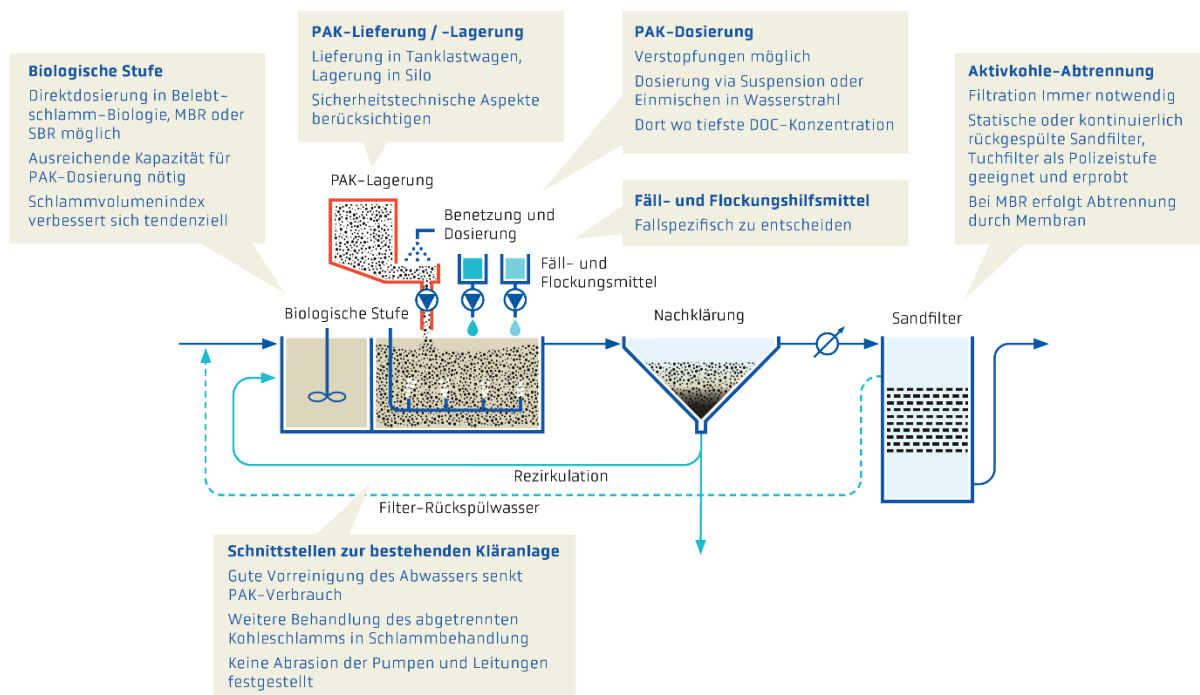 PAK-Lieferung / -Lagerung
Lieferung in Tanklastwagen,
Lagerung in Silo
Sicherheitstechnische Aspekte
berücksichtigen
PAK-Dosierung
Verstopfungen möglich
Dosierung via Suspension oder
Einmischen in Wasserstrahl
Dort wo tiefste DOC-Konzentration
Biologische Stufe
Direktdosierung in Belebt-
schlamm-Biologie, MBR oder
SBR möglich
Ausreichende Kapazität für
PAK-Dosierung nötig
Schlammvolumenindex
verbessert sich tendenziell
Aktivkohle-Abtrennung
Filtration Immer notwendig
Statische oder kontinuierlich
rückgespülte Sandfilter,
Tuchfilter als Polizeistufe
geeignet und erprobt
Bei MBR erfolgt Abtrennung
durch Membran
Fäll- und Flockungshilfsmittel
Fallspezifisch zu entscheiden
PAK-Lagerung
Benetzung und
Dosierung
Fäll- und
Flockungsmittel
Biologische Stufe
Nachklärung
Sandfilter
Rezirkulation
Filter-Rückspülwasser
Schnittstellen zur bestehenden Kläranlage
Gute Vorreinigung des Abwassers senkt
PAK-Verbrauch
Weitere Behandlung des abgetrennten
Kohleschlamms in Schlammbehandlung
Keine Abrasion der Pumpen und Leitungen
festgestellt